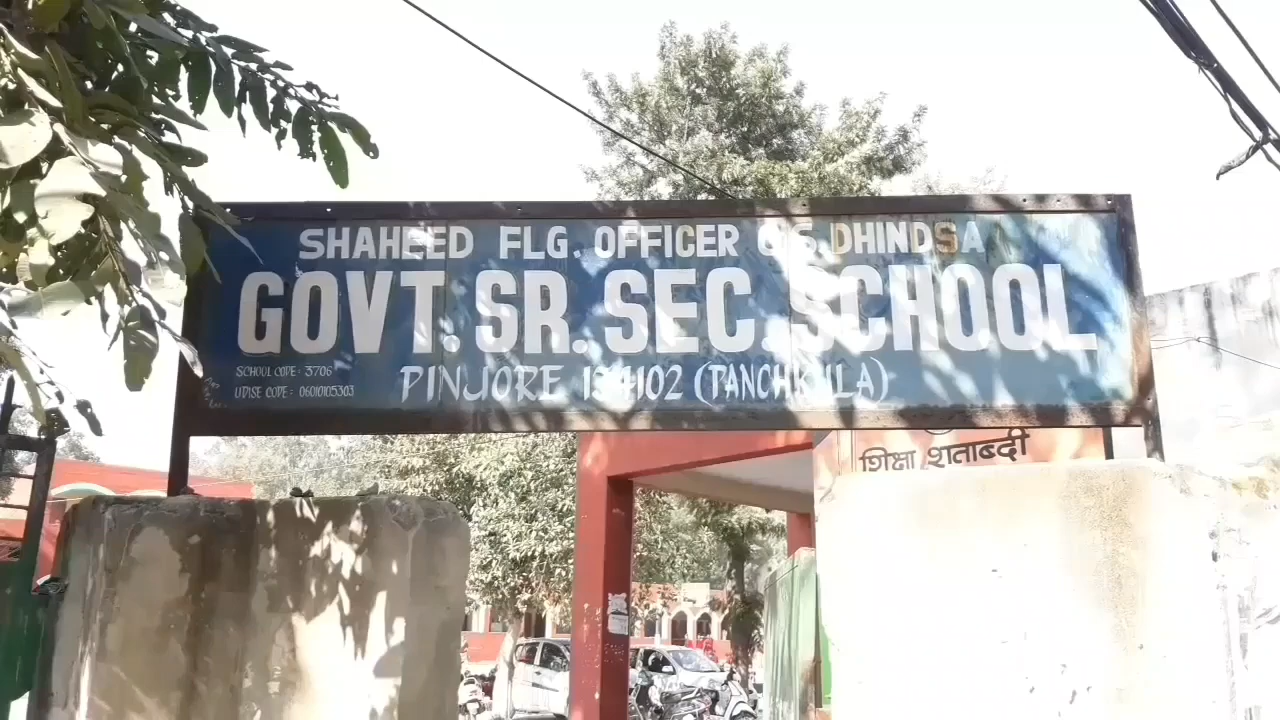 SHAHEED FLG. OFFICER G.S DHINDSA
GOVT. SR. SEC. SCHOOL
SCHOOL CODE: 3706
UDISE CODE: 06010105303
PINJORE 134102 (PANCHKULA)
शिक्षा शताब्दी